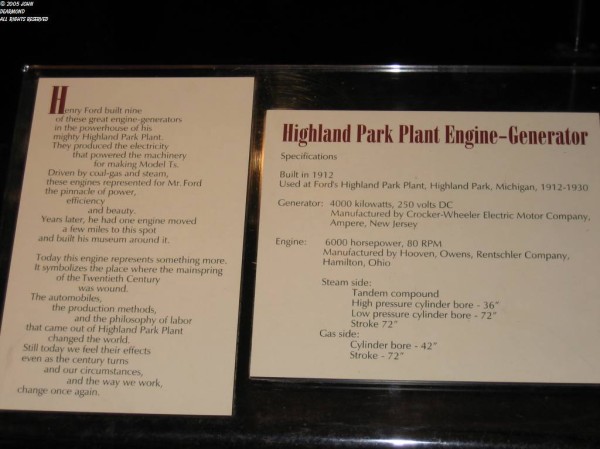 © 2005 JOHN
DEARMOND
ALL RIGHTS RESERVED
Henry Ford built nine
of these great engine-generators
in the powerhouse of his
mighty Highland Park Plant.
They produced the electricity
that powered the machinery
for making Model Ts.
Driven by coal-gas and steam,
these engines represented for Mr. Ford
the pinnacle of power,
efficiency
and beauty.
Years later, he had one engine moved
a few miles to this spot
and built his museum around it.
Today this engine represents something more.
It symbolizes the place where the mainspring
of the Twentieth Century
was wound.
The automobiles,
the production methods,
and the philosophy of labor
that came out of Highland Park Plant
changed the world.
Still today we feel their effects
even as the century turns
and our circumstances,
and the way we work,
change once again.
Highland Park Plant Engine-Generator
Specifications
Built in 1912
Used at Ford's Highland Park Plant, Highland Park, Michigan, 1912-1930
Generator: 4000 kilowatts, 250 volts DC
Manufactured by Crocker-Wheeler Electric Motor Company,
Ampere, New Jersey
Engine: 6000 horsepower, 80 RPM
Manufactured by Hooven, Owens, Rentschler Company,
Hamilton, Ohio
Steam side:
Tandem compound
High pressure cylinder bore - 36"
Low pressure cylinder bore - 72"
Stroke 72"
Gas side:
Cylinder bore - 42"
Stroke - 72"